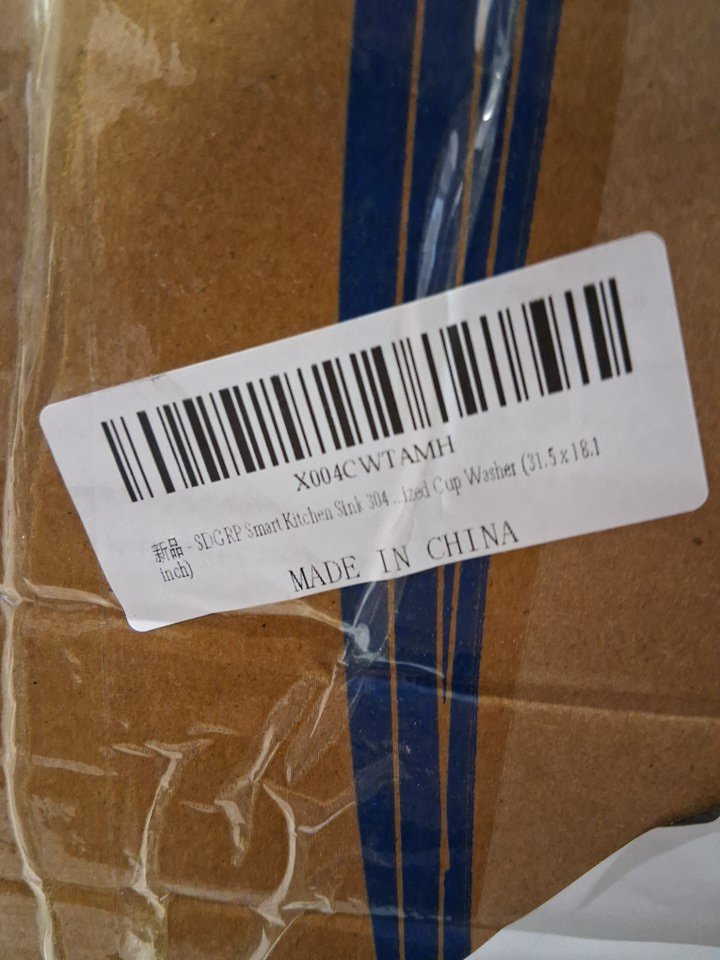 X004CWTAMH
新品 - SDGRP Smart Kitchen Sink 304 ...ized Cup Washer (31.5 x 18.1
inch)
MADE IN CHINA